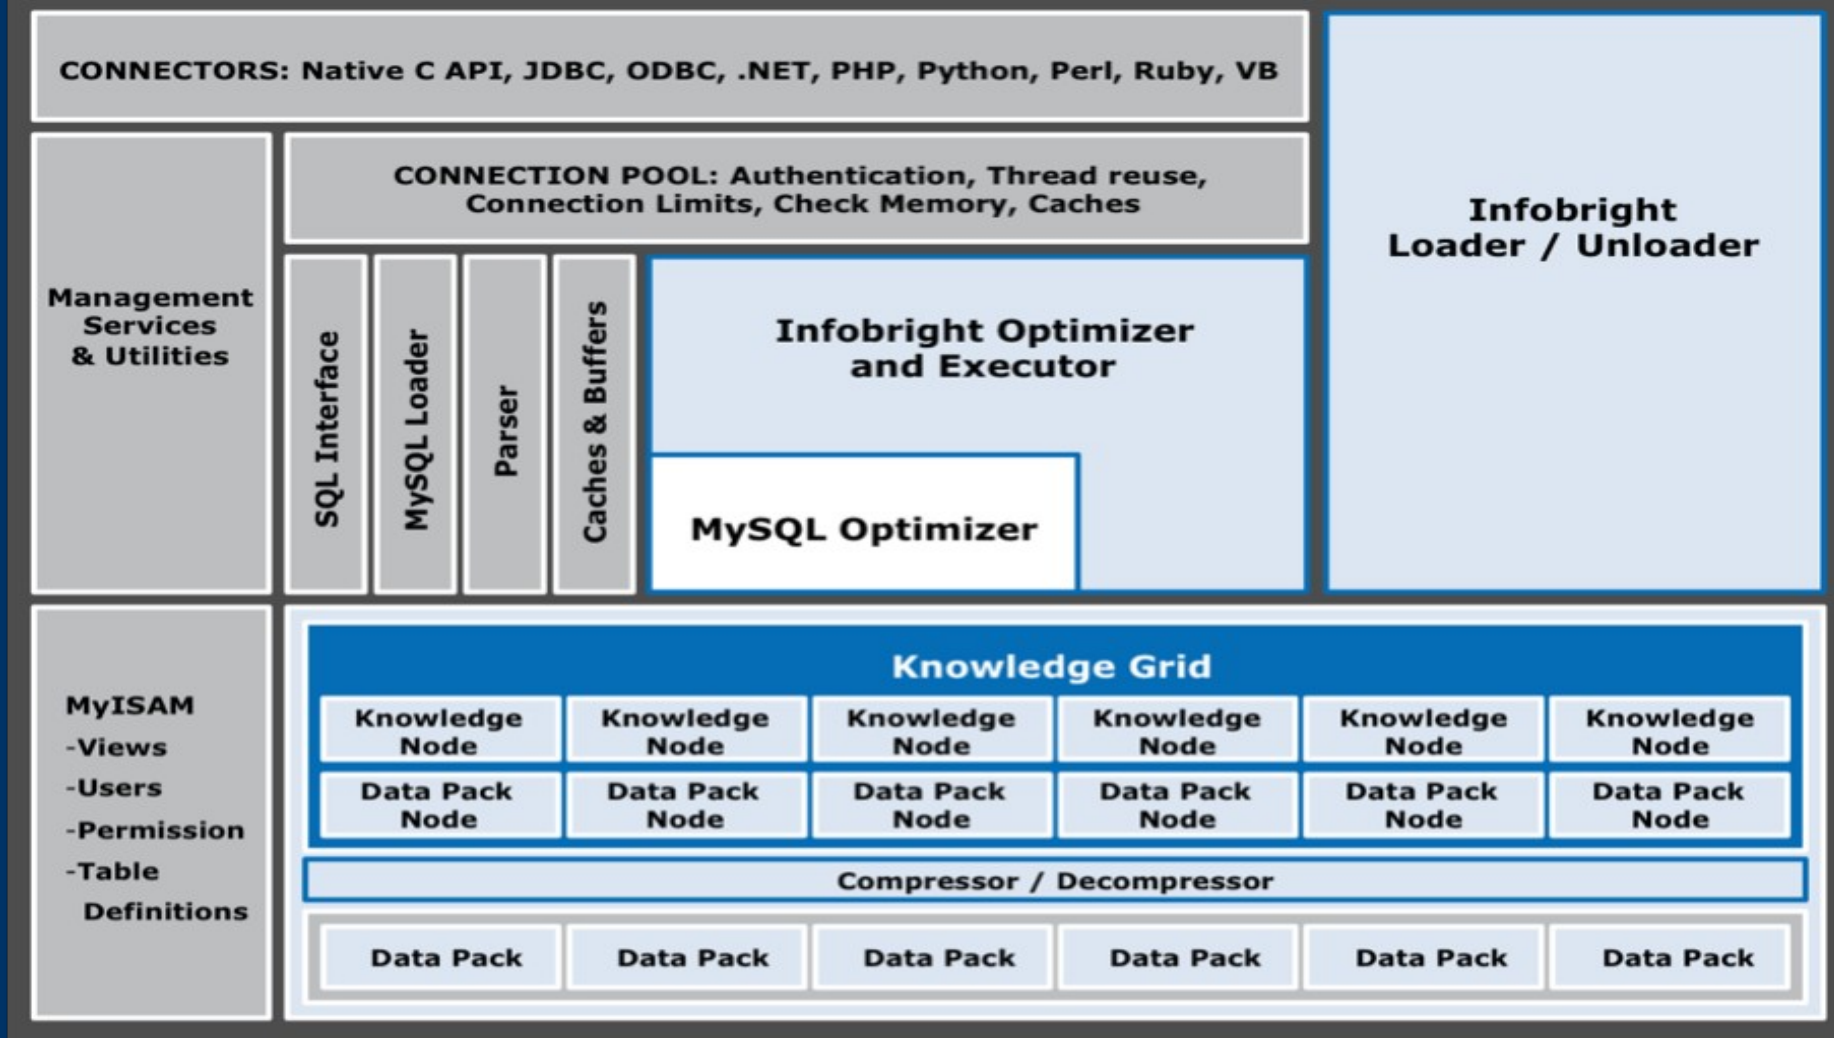 CONNECTORS: Native C API, JDBC, ODBC, .NET, PHP, Python, Perl, Ruby, VB
CONNECTION POOL: Authentication, Thread reuse,
Connection Limits, Check Memory, Caches
Infobright
Loader / Unloader
Management
Services
& Utilities
SQL Interface
MySQL Loader
Parser
Caches & Buffers
Infobright Optimizer
and Executor
MySQL Optimizer
MyISAM
-Views
-Users
-Permission
-Table
Definitions
Knowledge Grid
Knowledge
Node
Knowledge
Node
Knowledge
Node
Knowledge
Node
Knowledge
Node
Knowledge
Node
Data Pack
Node
Data Pack
Node
Data Pack
Node
Data Pack
Node
Data Pack
Node
Data Pack
Node
Compressor / Decompressor
Data Pack
Data Pack
Data Pack
Data Pack
Data Pack
Data Pack